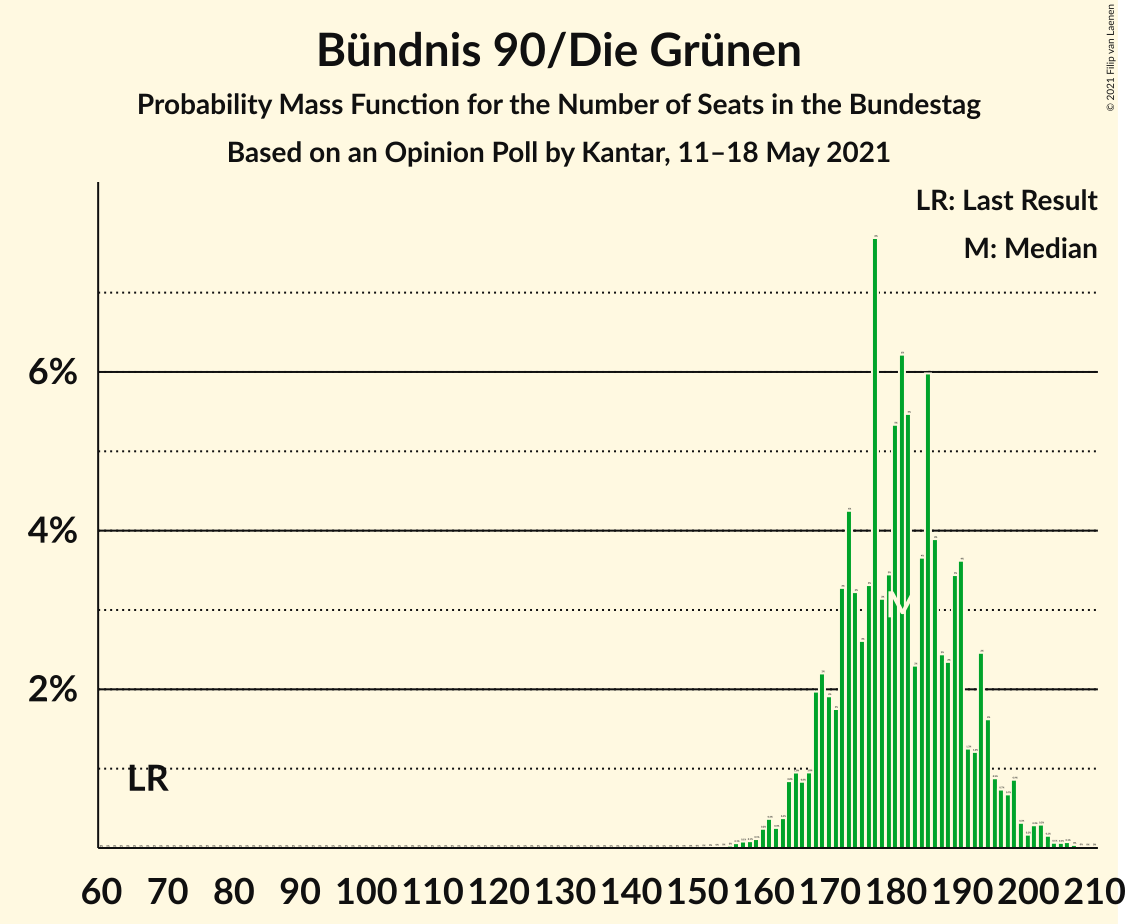 Bündnis 90/Die Grünen
Probability Mass Function for the Number of Seats in the Bundestag
Based on an Opinion Poll by Kantar, 11–18 May 2021
© 2021 Filip van Laenen
LR: Last Result
M: Median
6%
4%
2%
LR
M
60 70 80 90 100 110 120 130 140 150 160 170 180 190 200 210